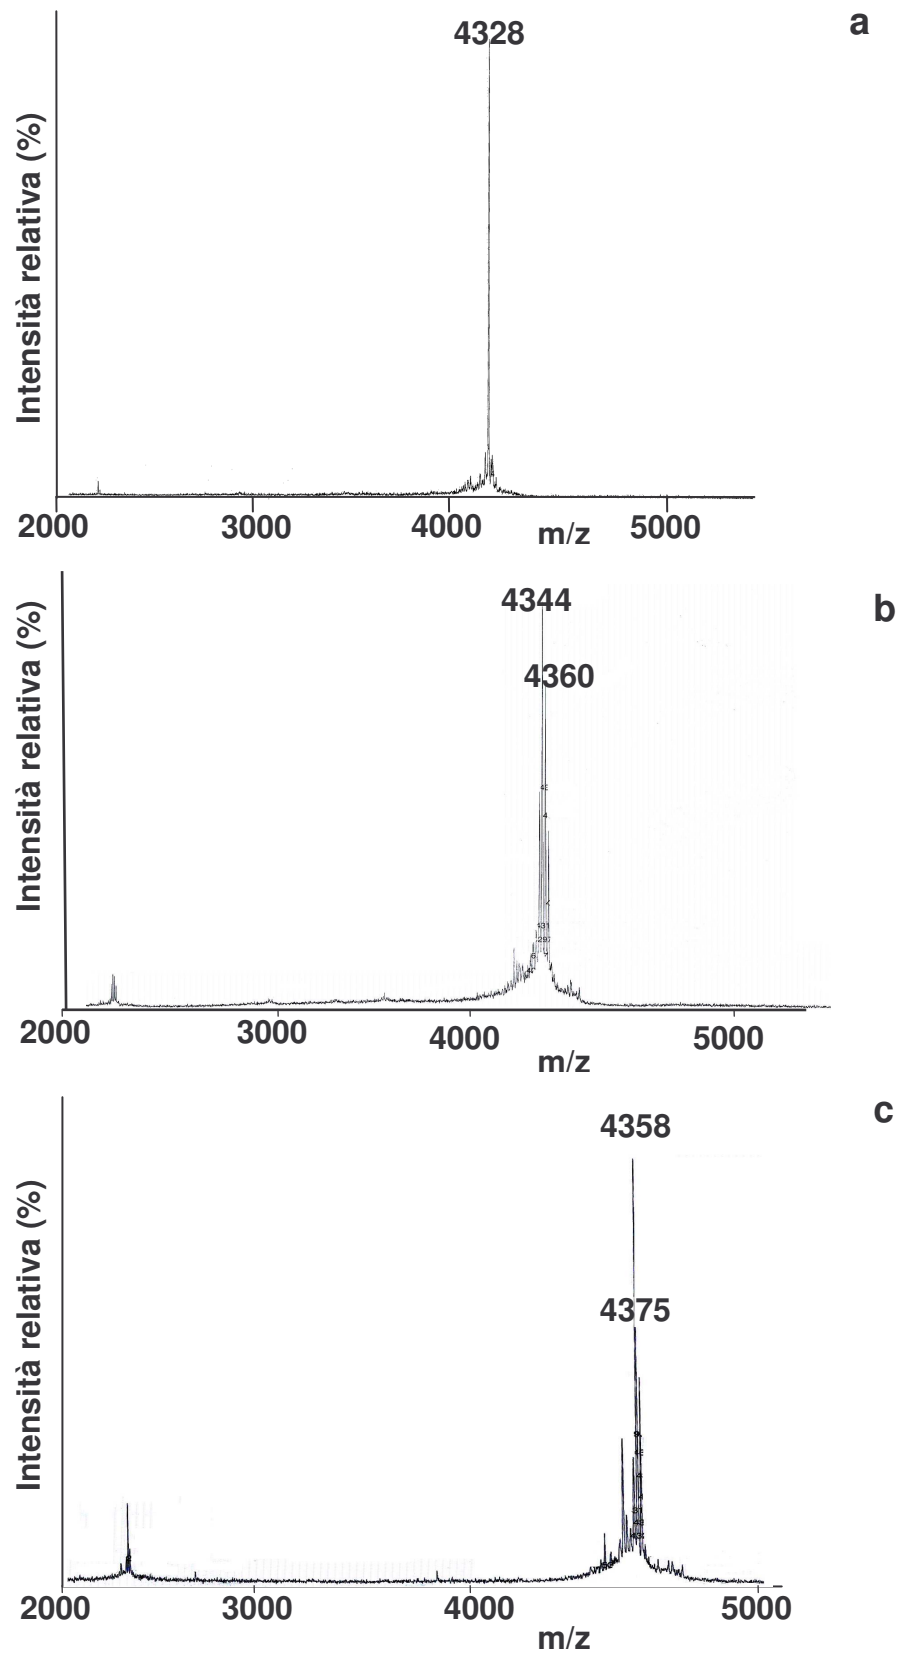 a
4328
Intensità relativa (%)
2000 3000 4000 5000
m/z
b
4344
4360
Intensità relativa (%)
2000 3000 4000 5000
m/z
c
4358
4375
Intensità relativa (%)
2000 3000 4000 5000
m/z